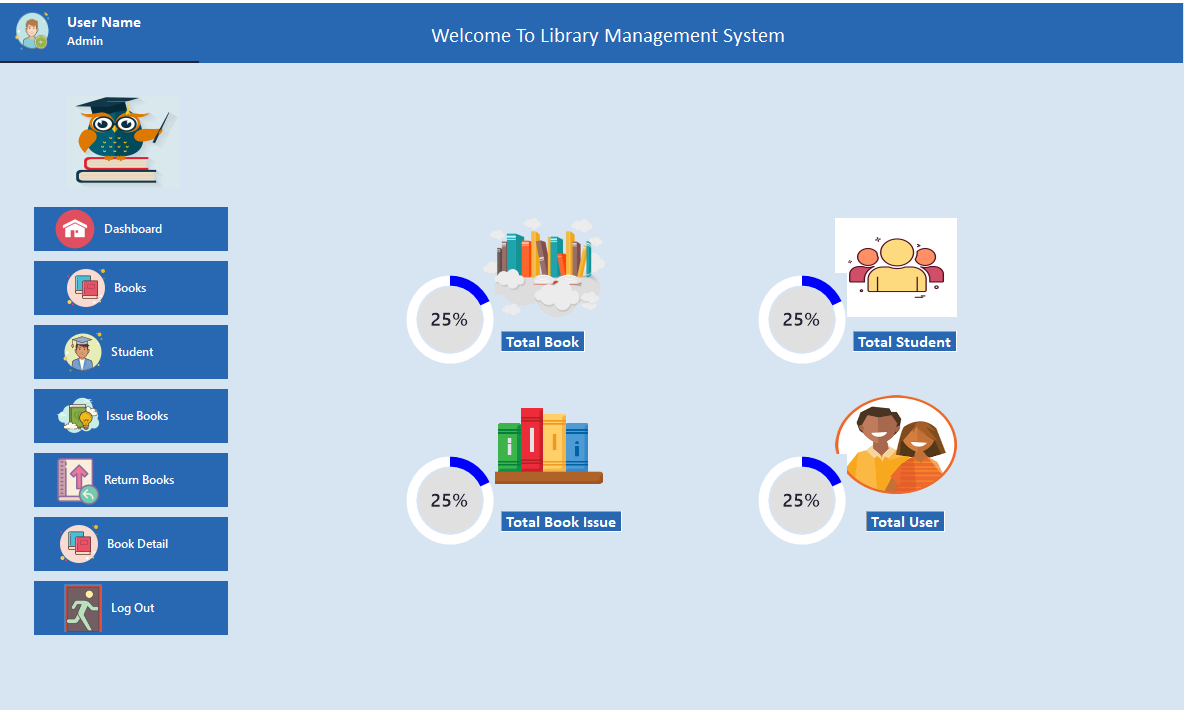 User Name
Admin
Welcome To Library Management System
Dashboard
Books
Student
Issue Books
Return Books
Book Detail
Log Out
25%
Total Book
25%
Total Student
25%
Total Book Issue
25%
Total User